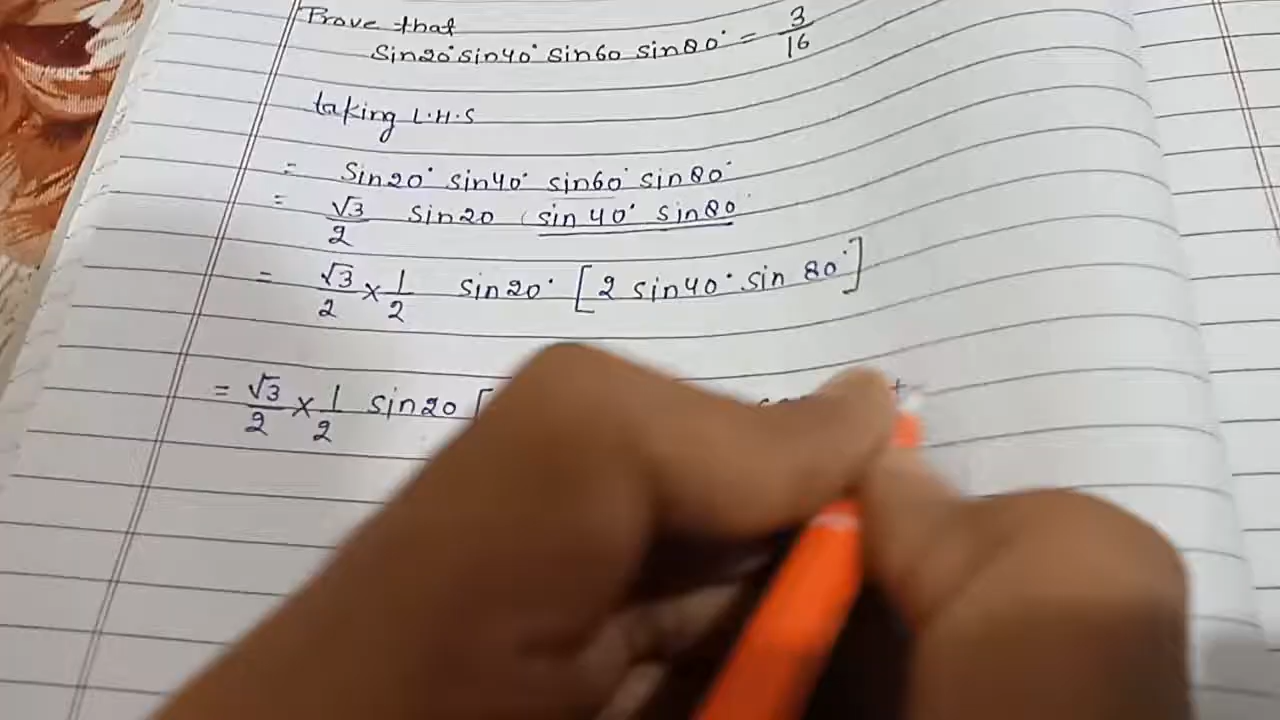 Prove that
sin20° sin40° sin60 sin80° = 3/16
taking L.H.S
= Sin20° sin40° sin60° sin80°
= √3/2 sin20 (sin40° sin80°
= √3/2 × 1/2 sin20° [2 sin40° sin 80°]
= √3/2 × 1/2 sin20 [